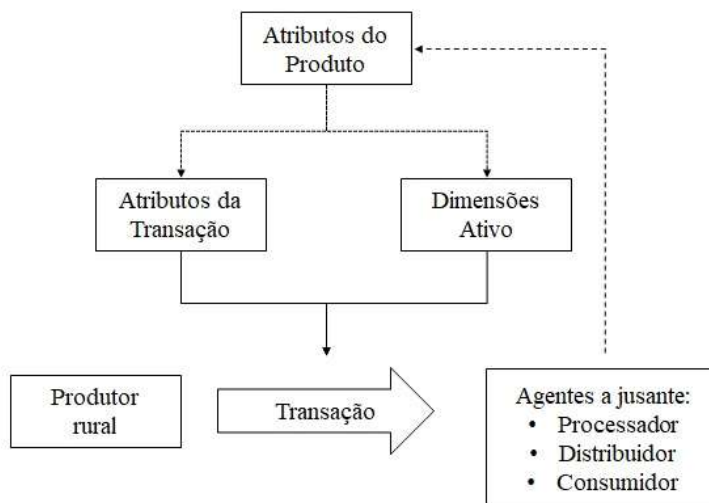 Atributos do
Produto
Atributos da
Transação
Dimensões
Ativo
Produtor
rural
Transação
Agentes a jusante:
• Processador
• Distribuidor
• Consumidor